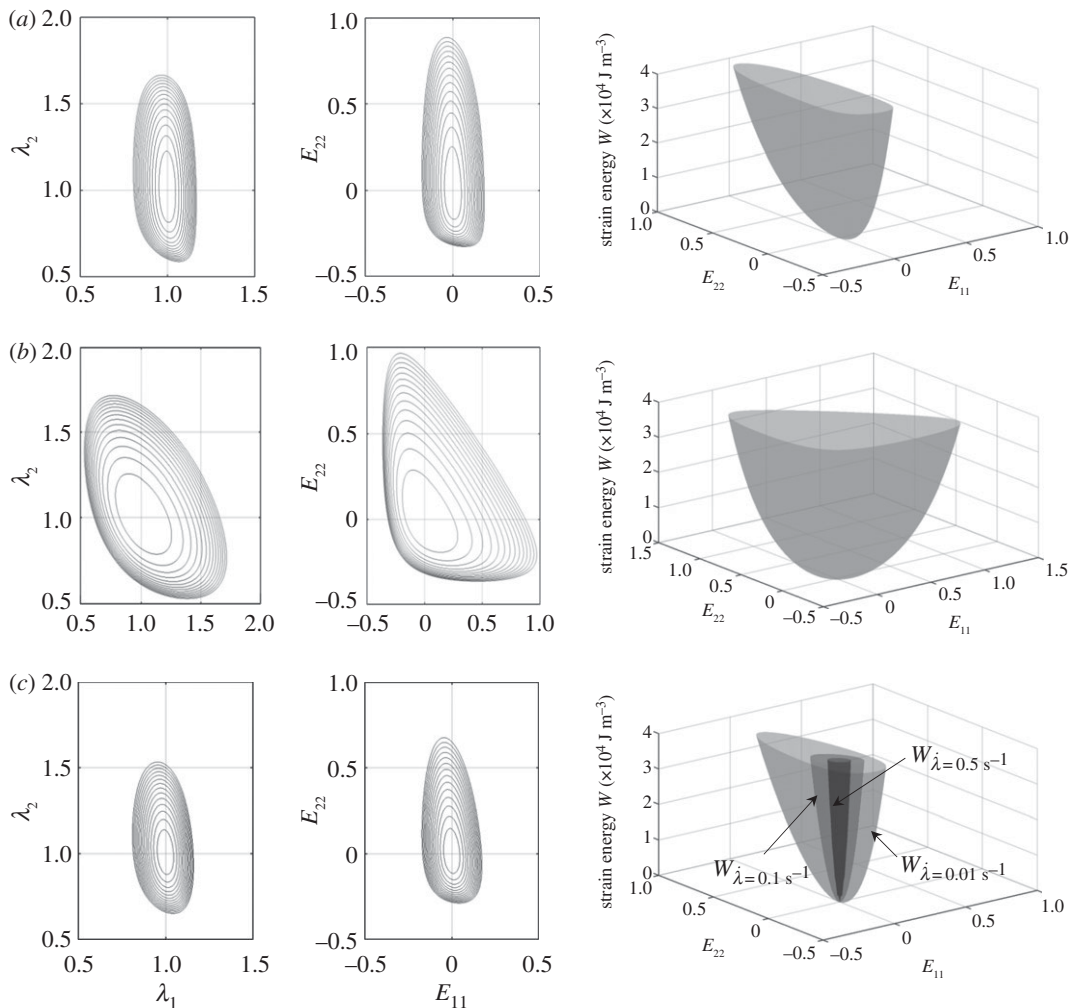 (a) 2.0
1.5
1.0
0.5
λ2
0.5 1.0 1.5
1.0
0.5
0
−0.5
E22
−0.5 0 0.5
strain energy W (×10⁴ J m⁻³)
4
3
2
1
0
1.0
0.5
0
−0.5
E22
−0.5
0
0.5
1.0
E11
(b) 2.0
1.5
1.0
0.5
λ2
0.5 1.0 1.5 2.0
1.0
0.5
0
−0.5
E22
−0.5 0 0.5 1.0
strain energy W (×10⁴ J m⁻³)
4
3
2
1
0
1.5
1.0
0.5
0
−0.5
E22
−0.5
0
0.5
1.0
1.5
E11
(c) 2.0
1.5
1.0
0.5
λ2
0.5 1.0 1.5
λ1
1.0
0.5
0
−0.5
E22
−0.5 0 0.5
E11
strain energy W (×10⁴ J m⁻³)
4
3
2
1
0
Wλ̇=0.5 s⁻¹
Wλ̇=0.1 s⁻¹
Wλ̇=0.01 s⁻¹
1.0
0.5
0
−0.5
E22
−0.5
0
0.5
1.0
E11